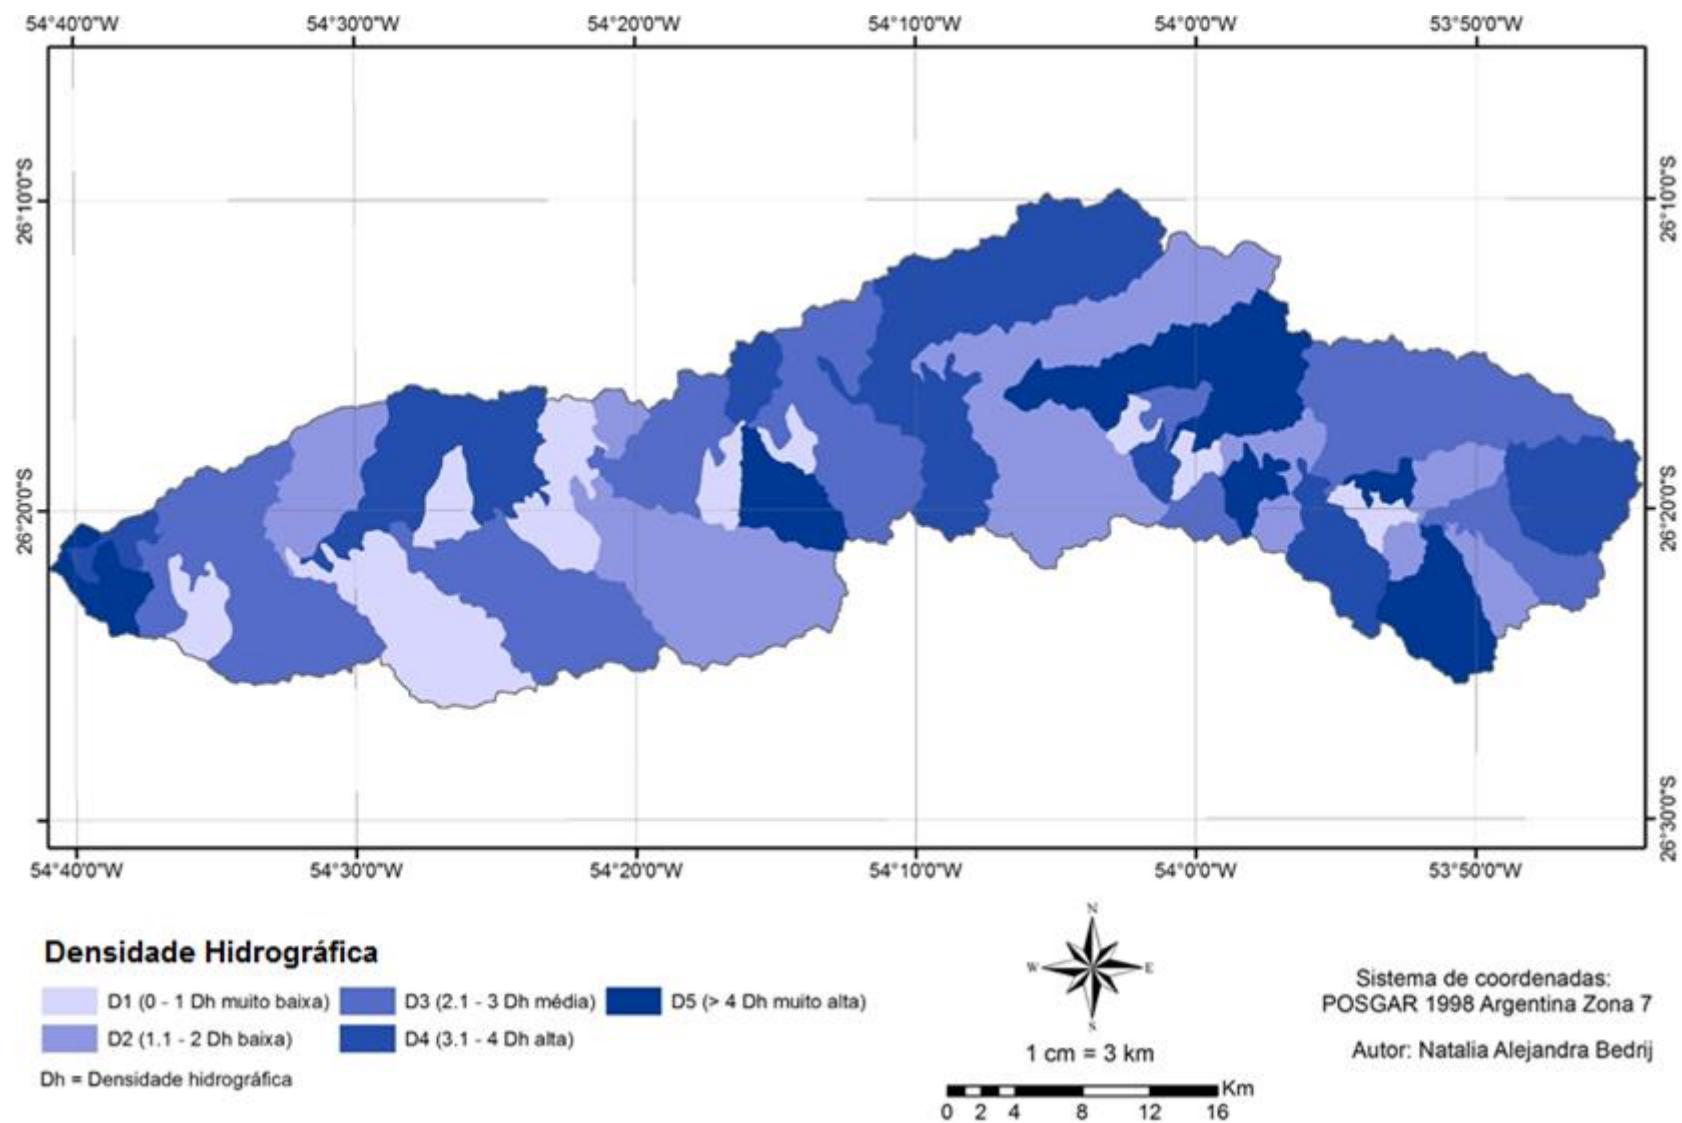 54°40'0"W 54°30'0"W 54°20'0"W 54°10'0"W 54°0'0"W 53°50'0"W
26°10'0"S 26°10'0"S
26°20'0"S 26°20'0"S
26°30'0"S
54°40'0"W 54°30'0"W 54°20'0"W 54°10'0"W 54°0'0"W 53°50'0"W
Densidade Hidrográfica
D1 (0 - 1 Dh muito baixa) D3 (2.1 - 3 Dh média) D5 (> 4 Dh muito alta)
D2 (1.1 - 2 Dh baixa) D4 (3.1 - 4 Dh alta)
Dh = Densidade hidrográfica
N
W E
S
1 cm = 3 km
Km
0 2 4 8 12 16
Sistema de coordenadas:
POSGAR 1998 Argentina Zona 7
Autor: Natalia Alejandra Bedrij